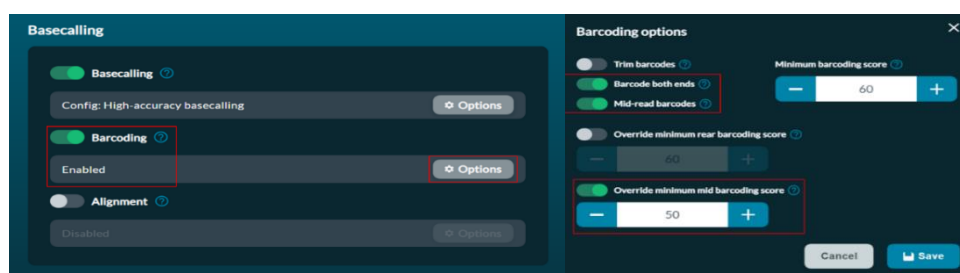 Basecalling
Basecalling
Config: High-accuracy basecalling
Options
Barcoding
Enabled
Options
Alignment
Disabled
Options
Barcoding options
Trim barcodes
Minimum barcoding score
Barcode both ends
60
Mid-read barcodes
Override minimum rear barcoding score
60
Override minimum mid barcoding score
50
Cancel
Save